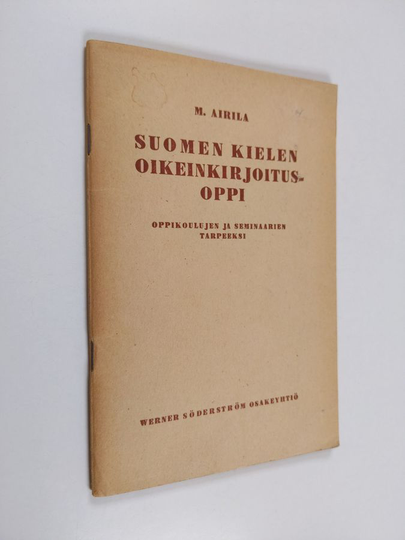 M. AIRILA
SUOMEN KIELEN
OIKEINKIRJOITUS-
OPPI
OPPIKOULUJEN JA SEMINAARIEN
TARPEEKSI
WERNER SÖDERSTRÖM OSAKEYHTIÖ